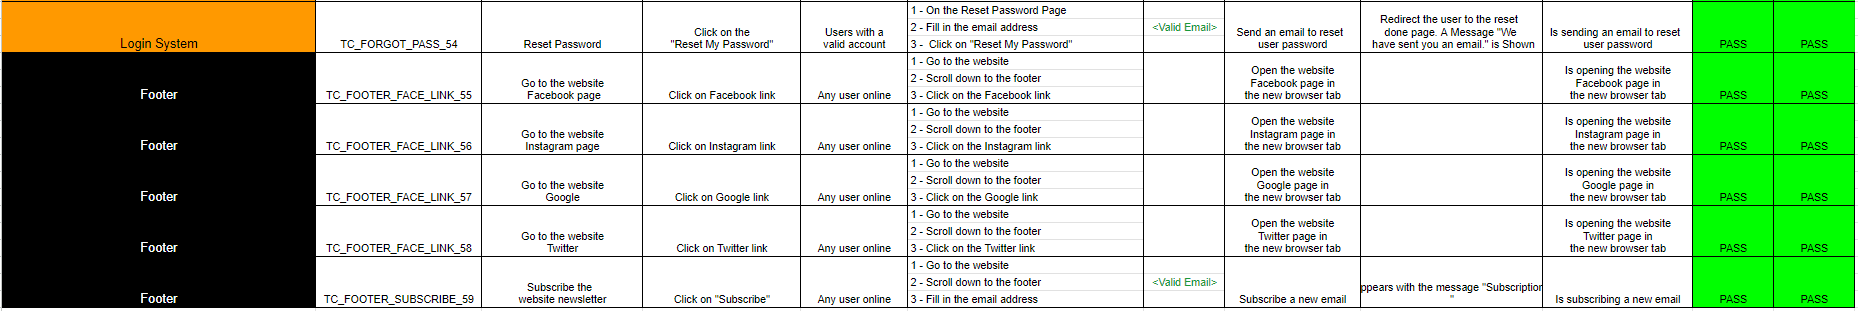 Login System
TC_FORGOT_PASS_54
Reset Password
Click on the
"Reset My Password"
Users with a
valid account
1 - On the Reset Password Page
2 - Fill in the email address
3 -  Click on "Reset My Password"
<Valid Email>
Send an email to reset
user password
Redirect the user to the reset
done page. A Message "We
have sent you an email." is Shown
Is sending an email to reset
user password
PASS
PASS
Footer
TC_FOOTER_FACE_LINK_55
Go to the website
Facebook page
Click on Facebook link
Any user online
1 - Go to the website
2 - Scroll down to the footer
3 - Click on the Facebook link
Open the website
Facebook page in
the new browser tab
Is opening the website
Facebook page in
the new browser tab
PASS
PASS
Footer
TC_FOOTER_FACE_LINK_56
Go to the website
Instagram page
Click on Instagram link
Any user online
1 - Go to the website
2 - Scroll down to the footer
3 - Click on the Instagram link
Open the website
Instagram page in
the new browser tab
Is opening the website
Instagram page in
the new browser tab
PASS
PASS
Footer
TC_FOOTER_FACE_LINK_57
Go to the website
Google
Click on Google link
Any user online
1 - Go to the website
2 - Scroll down to the footer
3 - Click on the Google link
Open the website
Google page in
the new browser tab
Is opening the website
Google page in
the new browser tab
PASS
PASS
Footer
TC_FOOTER_FACE_LINK_58
Go to the website
Twitter
Click on Twitter link
Any user online
1 - Go to the website
2 - Scroll down to the footer
3 - Click on the Twitter link
Open the website
Twitter page in
the new browser tab
Is opening the website
Twitter page in
the new browser tab
PASS
PASS
Footer
TC_FOOTER_SUBSCRIBE_59
Subscribe the
website newsletter
Click on "Subscribe"
Any user online
1 - Go to the website
2 - Scroll down to the footer
3 - Fill in the email address
<Valid Email>
Subscribe a new email
ppears with the message "Subscription
"
Is subscribing a new email
PASS
PASS